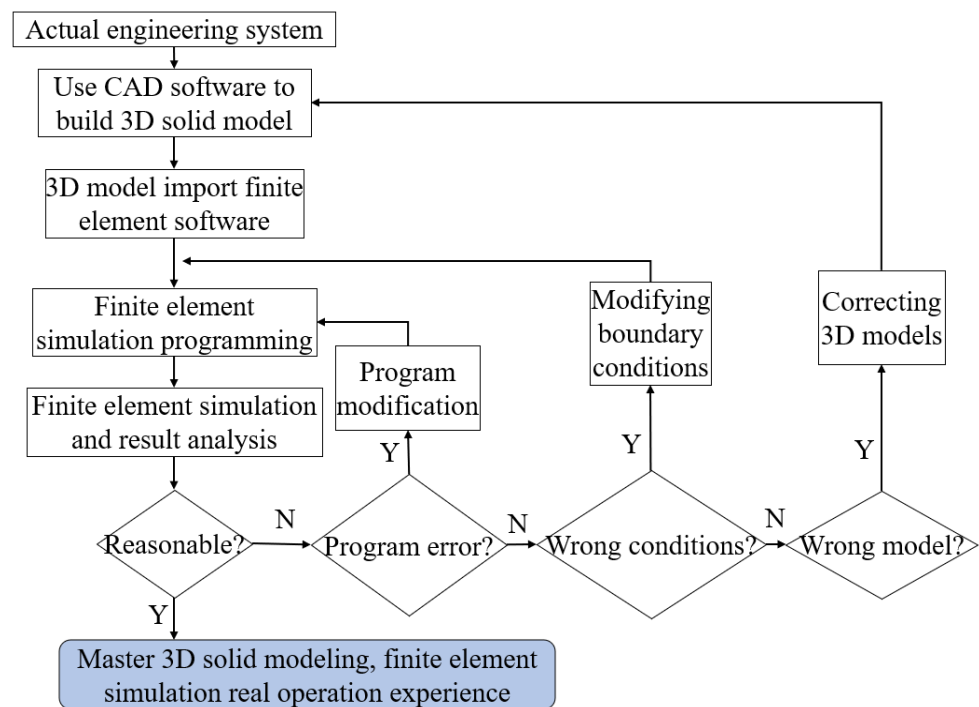 Actual engineering system
Use CAD software to
build 3D solid model
3D model import finite
element software
Finite element
simulation programming
Modifying
boundary
conditions
Correcting
3D models
Program
modification
Finite element simulation
and result analysis
Y
Y
Y
Reasonable?
N
Program error?
N
Wrong conditions?
N
Wrong model?
Y
Master 3D solid modeling, finite element
simulation real operation experience